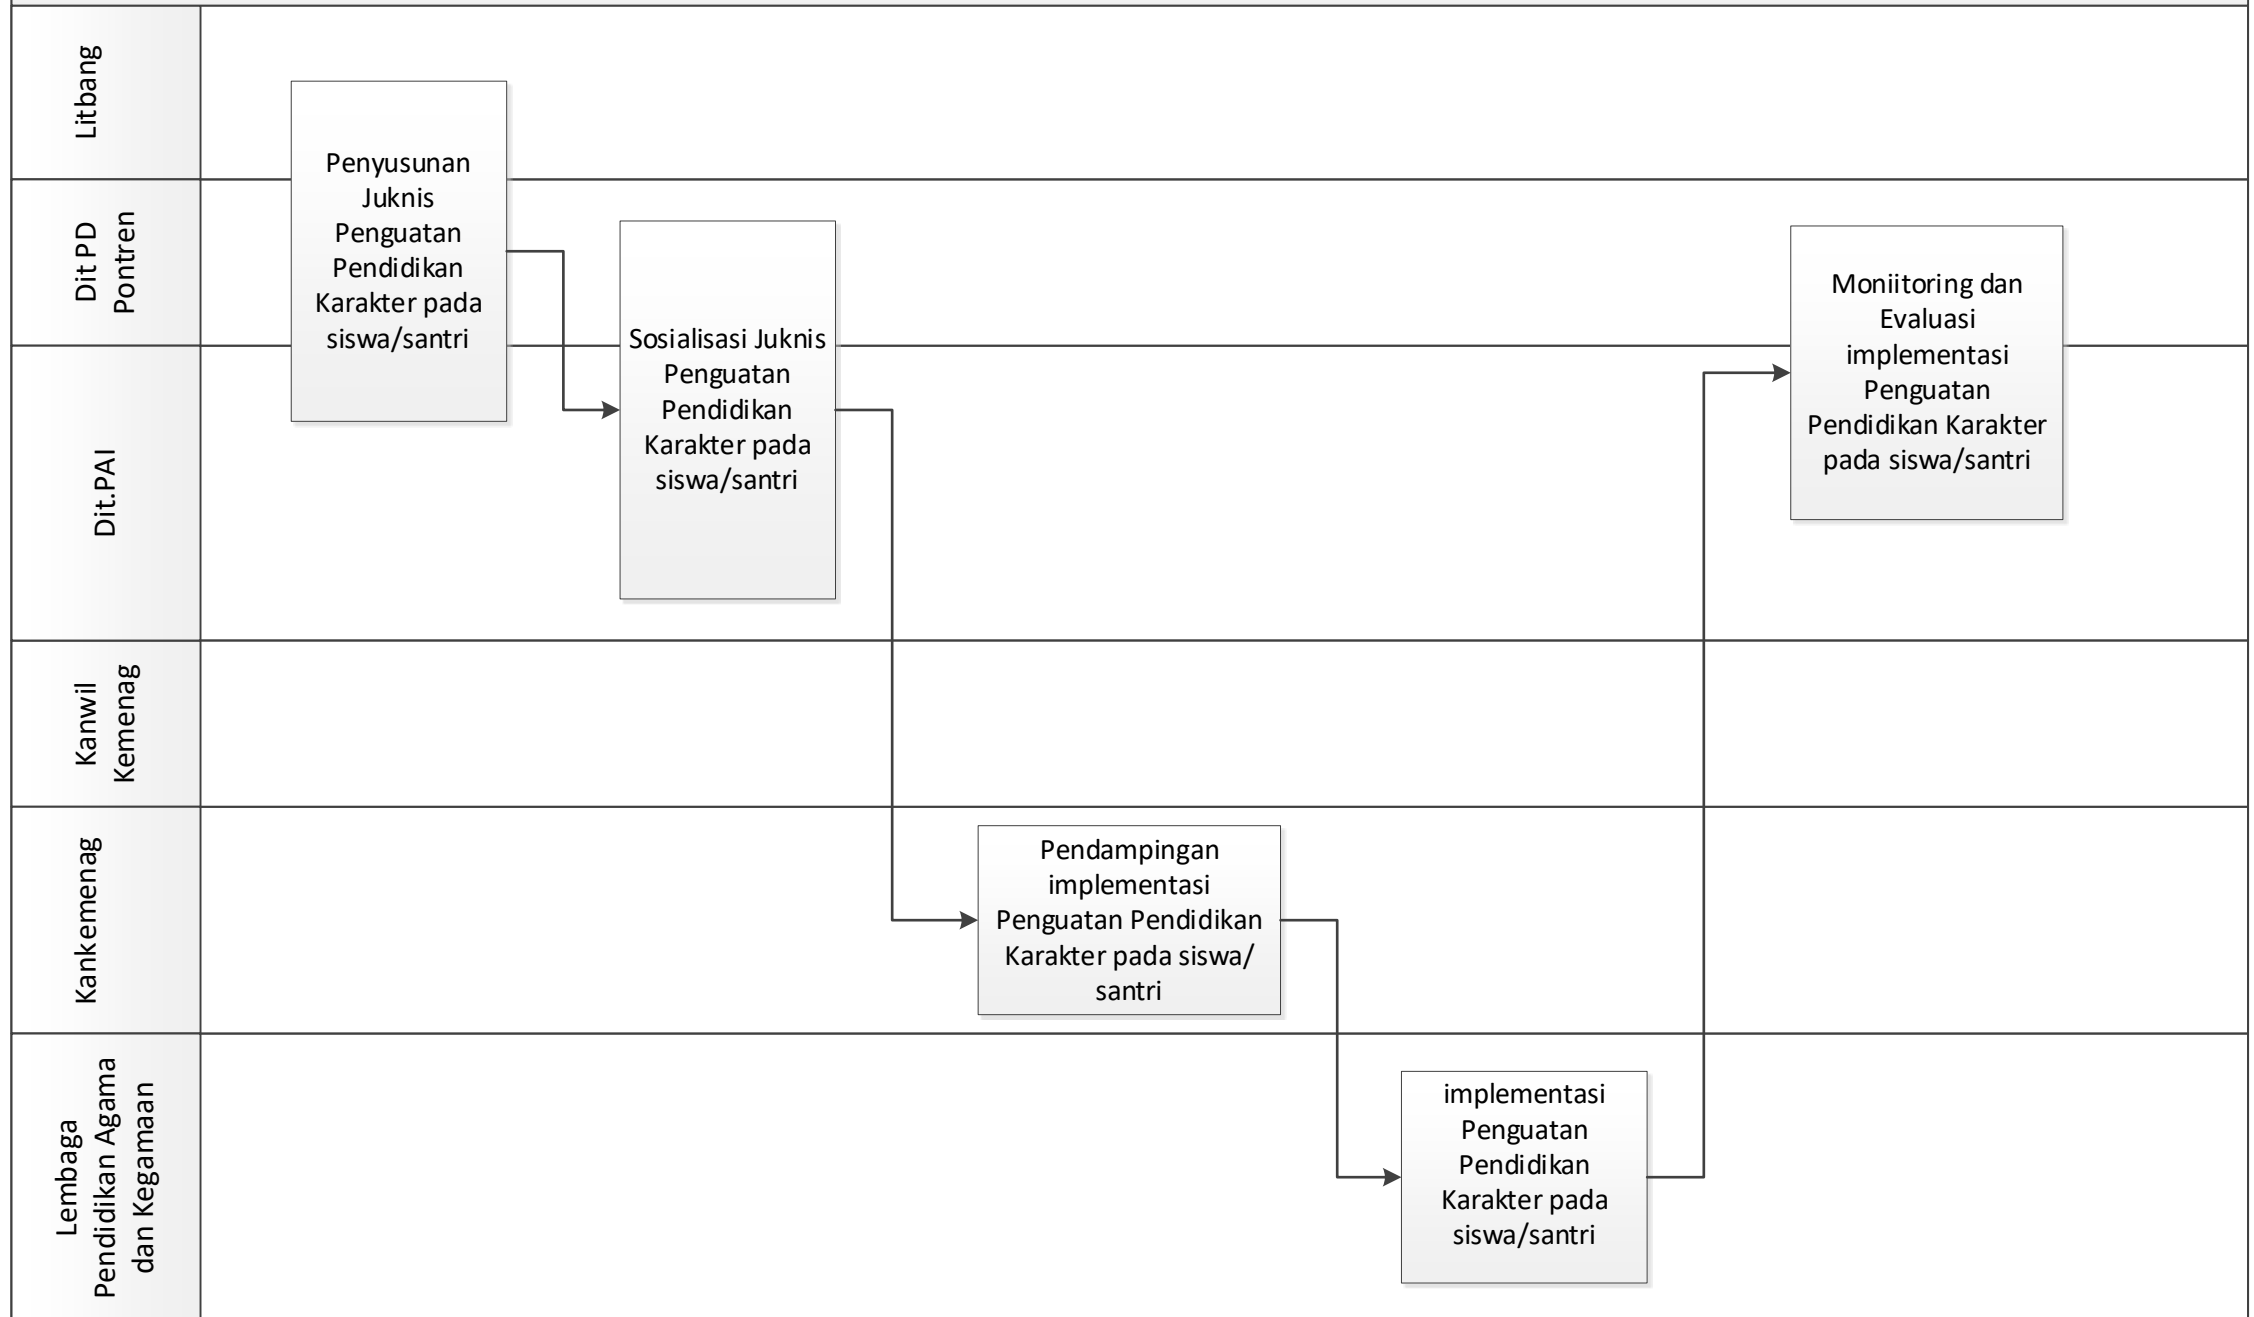 Litbang
Dit PD
Pontren
Dit.PAI
Kanwil
Kemenag
Kankemenag
Lembaga
Pendidikan Agama
dan Kegamaan
Penyusunan
Juknis
Penguatan
Pendidikan
Karakter pada
siswa/santri
Sosialisasi Juknis
Penguatan
Pendidikan
Karakter pada
siswa/santri
Pendampingan
implementasi
Penguatan Pendidikan
Karakter pada siswa/
santri
implementasi
Penguatan
Pendidikan
Karakter pada
siswa/santri
Moniitoring dan
Evaluasi
implementasi
Penguatan
Pendidikan Karakter
pada siswa/santri